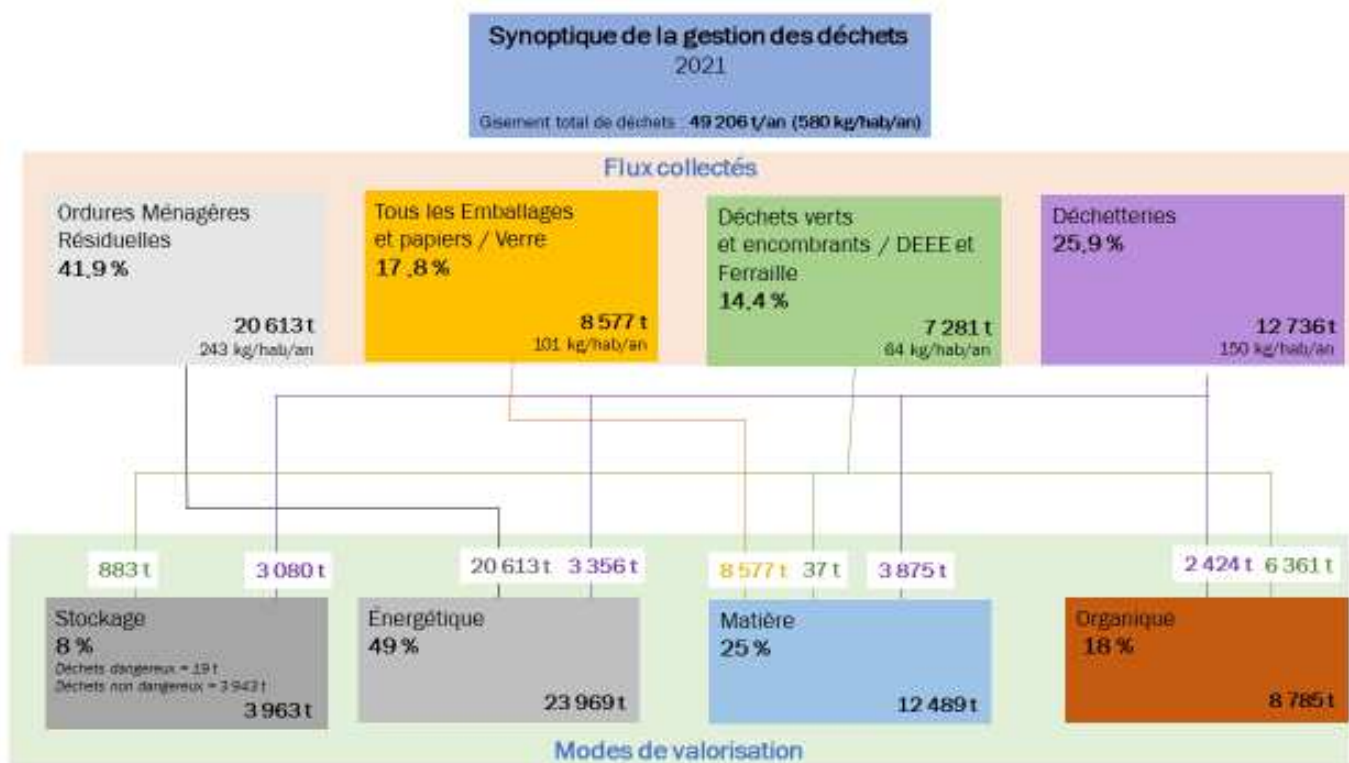 Synoptique de la gestion des déchets
2021
Gisement total de déchets : 49 206 t/an (580 kg/hab/an)
Flux collectés
Ordures Ménagères
Résiduelles
41,9 %
20 613 t
243 kg/hab/an
Tous les Emballages
et papiers / Verre
17,8 %
8 577 t
101 kg/hab/an
Déchets verts
et encombrants / DEEE et
Ferraille
14,4 %
7 281 t
64 kg/hab/an
Déchetteries
25,9 %
12 736 t
150 kg/hab/an
883 t
3 080 t
20 613 t
3 356 t
8 577 t
37 t
3 875 t
2 424 t
6 361 t
Stockage
8 %
Déchets dangereux = 19 t
Déchets non dangereux = 3 943 t
3 963 t
Énergétique
49 %
23 969 t
Matière
25 %
12 489 t
Organique
18 %
8 785 t
Modes de valorisation